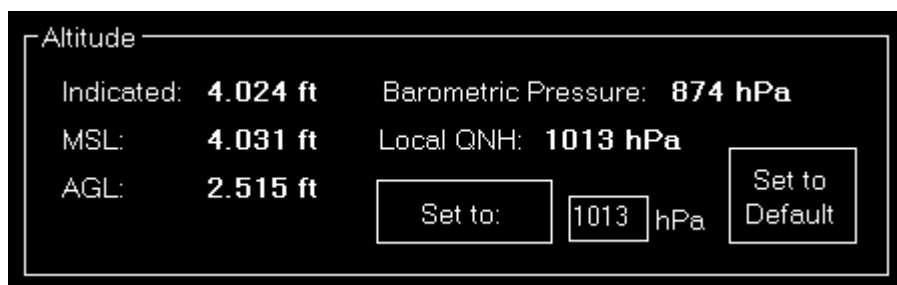 Altitude
Indicated: 4.024 ft Barometric Pressure: 874 hPa
MSL: 4.031 ft Local QNH: 1013 hPa
AGL: 2.515 ft
Set to: 1013 hPa
Set to
Default